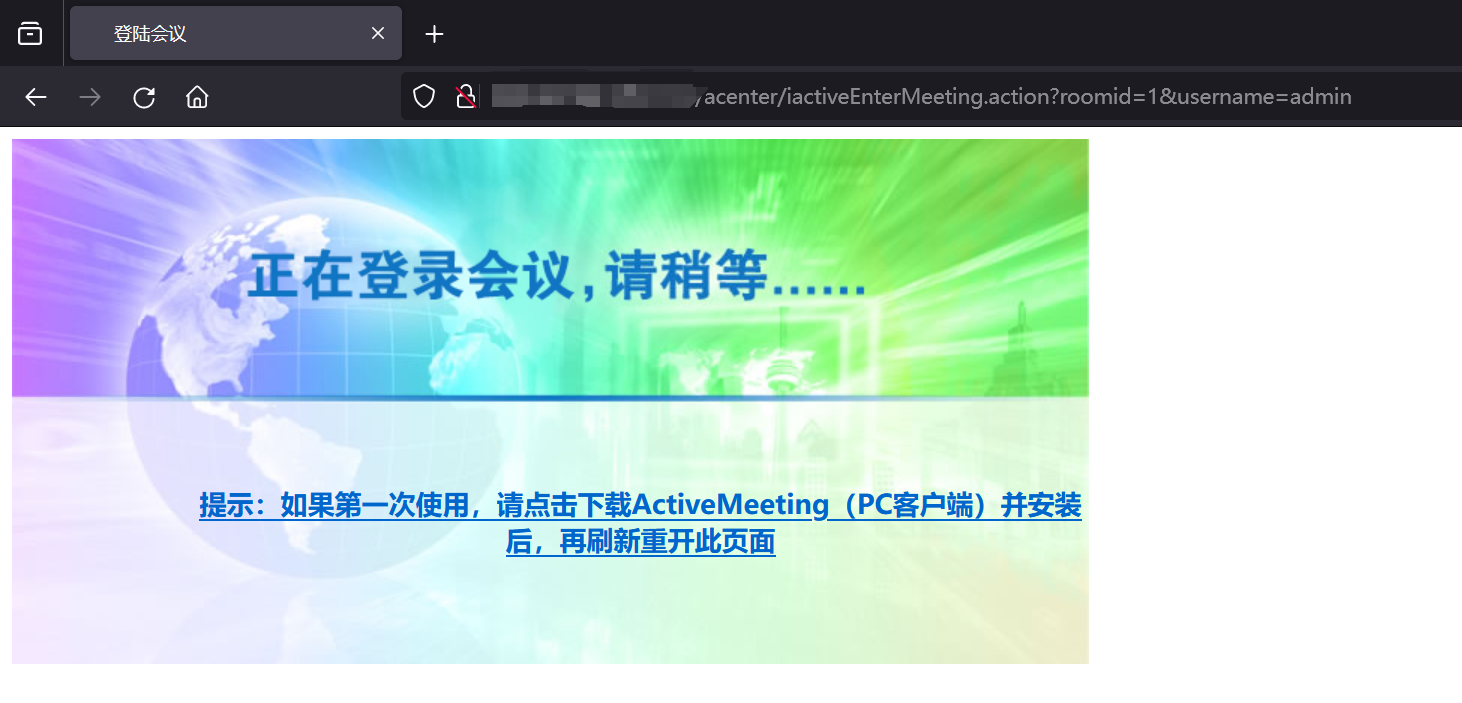 登陆会议
/acenter/iactiveEnterMeeting.action?roomid=1&username=admin
正在登录会议,请稍等......
提示：如果第一次使用，请点击下载ActiveMeeting（PC客户端）并安装
后，再刷新重开此页面